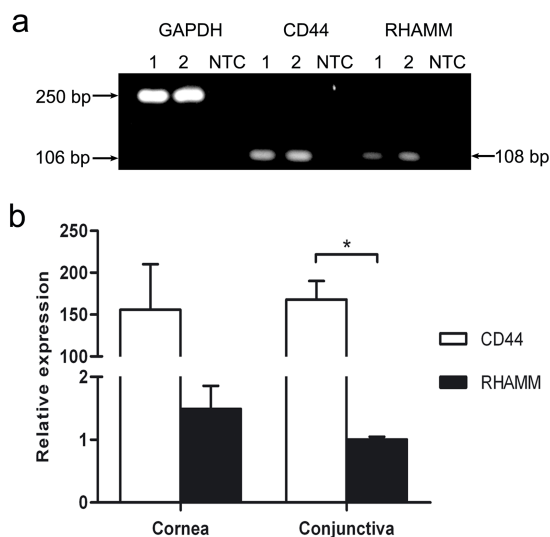 a
GAPDH CD44 RHAMM
1 2 NTC 1 2 NTC 1 2 NTC
250 bp
106 bp 108 bp
b
Relative expression
250
200
150
100
2
1
0
*
CD44
RHAMM
Cornea Conjunctiva